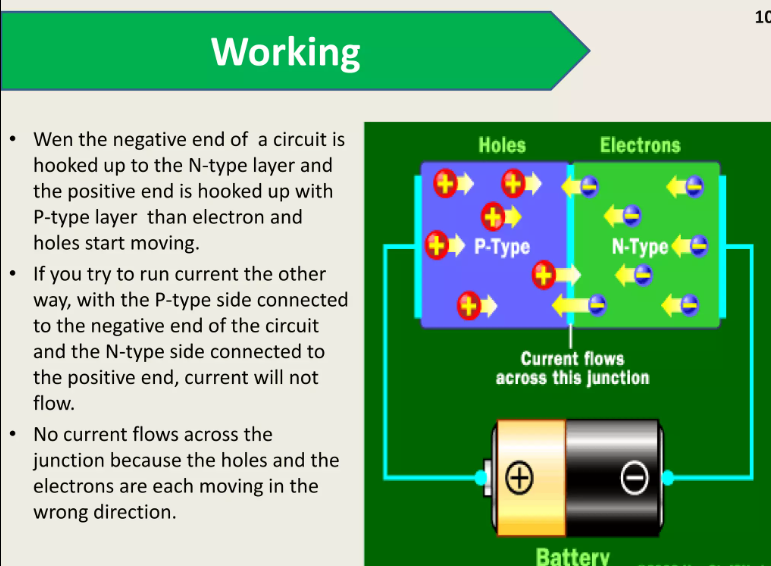 10
Working
• Wen the negative end of a circuit is
hooked up to the N-type layer and
the positive end is hooked up with
P-type layer than electron and
holes start moving.
• If you try to run current the other
way, with the P-type side connected
to the negative end of the circuit
and the N-type side connected to
the positive end, current will not
flow.
• No current flows across the
junction because the holes and the
electrons are each moving in the
wrong direction.
Holes Electrons
P-Type N-Type
Current flows
across this junction
Battery